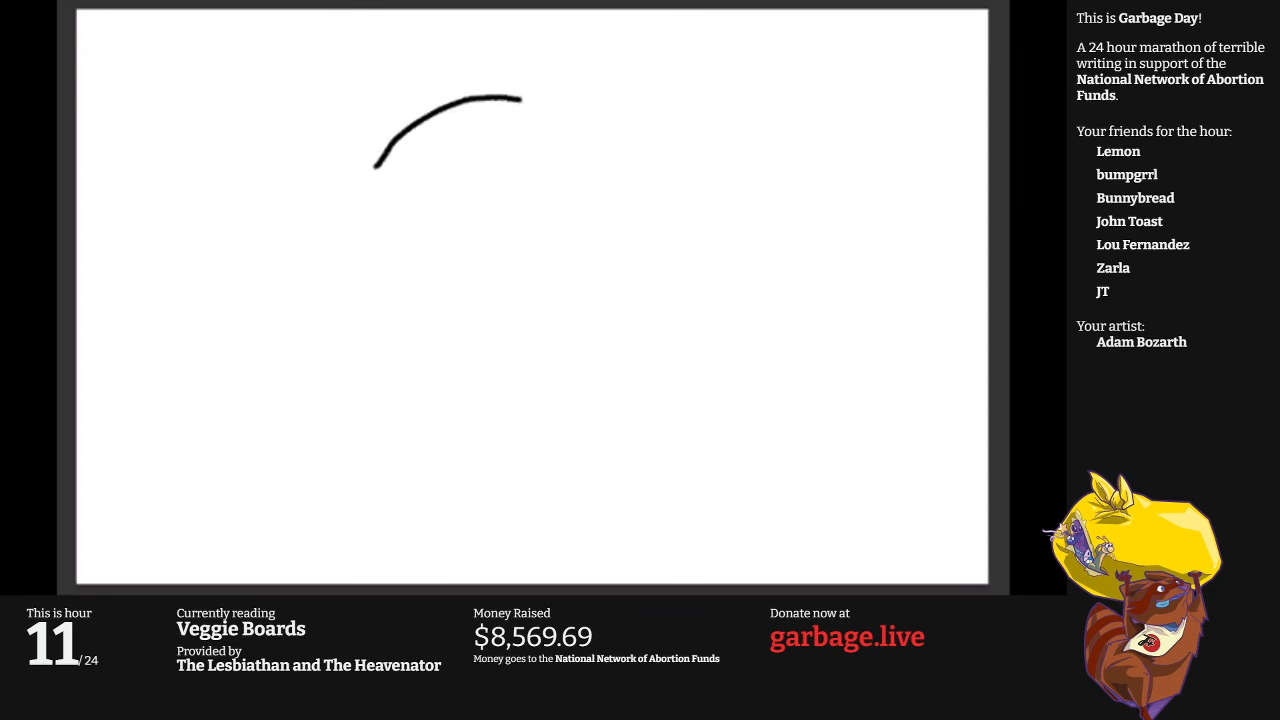 This is Garbage Day!
A 24 hour marathon of terrible
writing in support of the
National Network of Abortion
Funds.
Your friends for the hour:
Lemon
bumpgrrl
Bunnybread
John Toast
Lou Fernandez
Zarla
JT
Your artist:
Adam Bozarth
This is hour
11/ 24
Currently reading
Veggie Boards
Provided by
The Lesbiathan and The Heavenator
Money Raised
$8,569.69
Money goes to the National Network of Abortion Funds
Donate now at
garbage.live